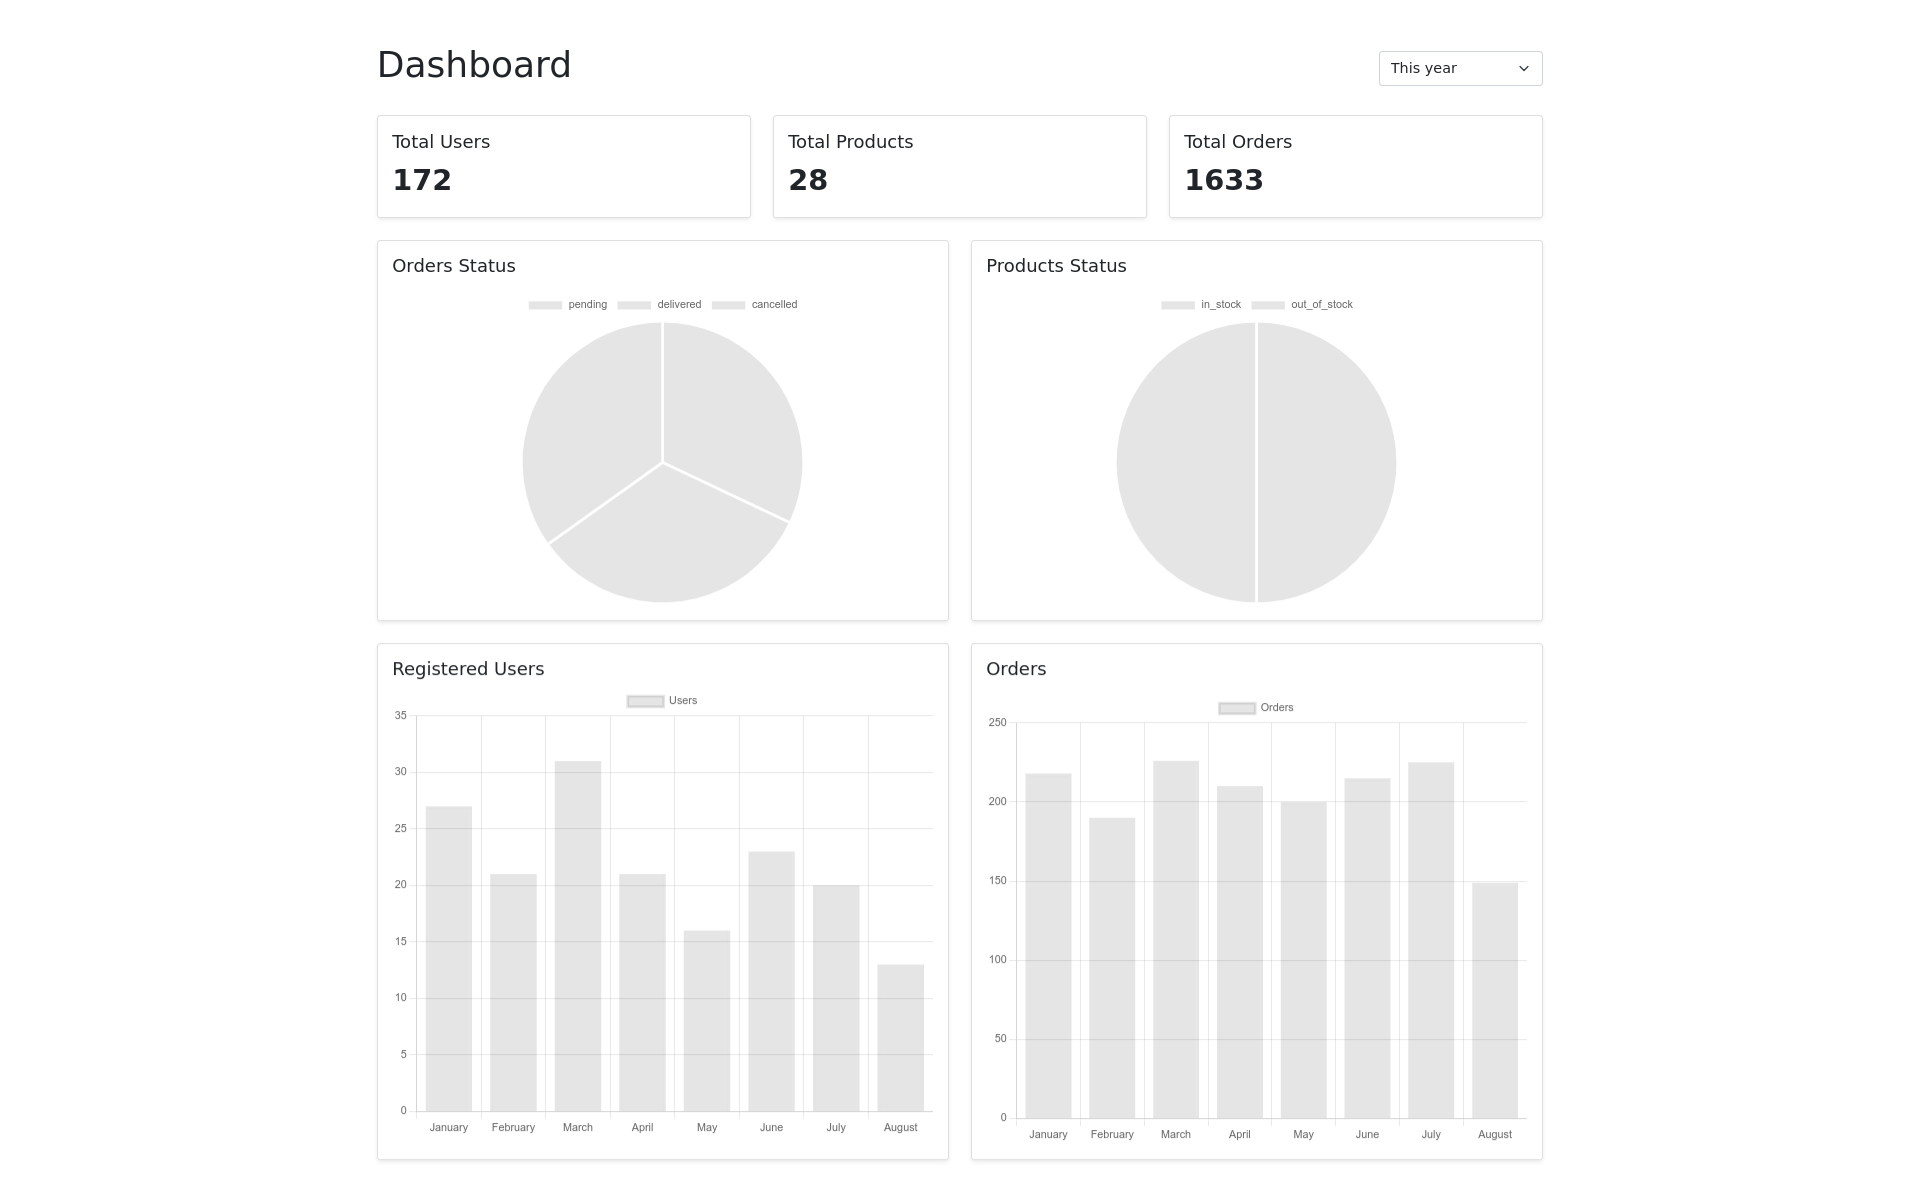 Dashboard
This year
Total Users
172
Total Products
28
Total Orders
1633
Orders Status
pending delivered cancelled
Products Status
in_stock out_of_stock
Registered Users
Users
35
30
25
20
15
10
5
0
January February March April May June July August
Orders
Orders
250
200
150
100
50
0
January February March April May June July August